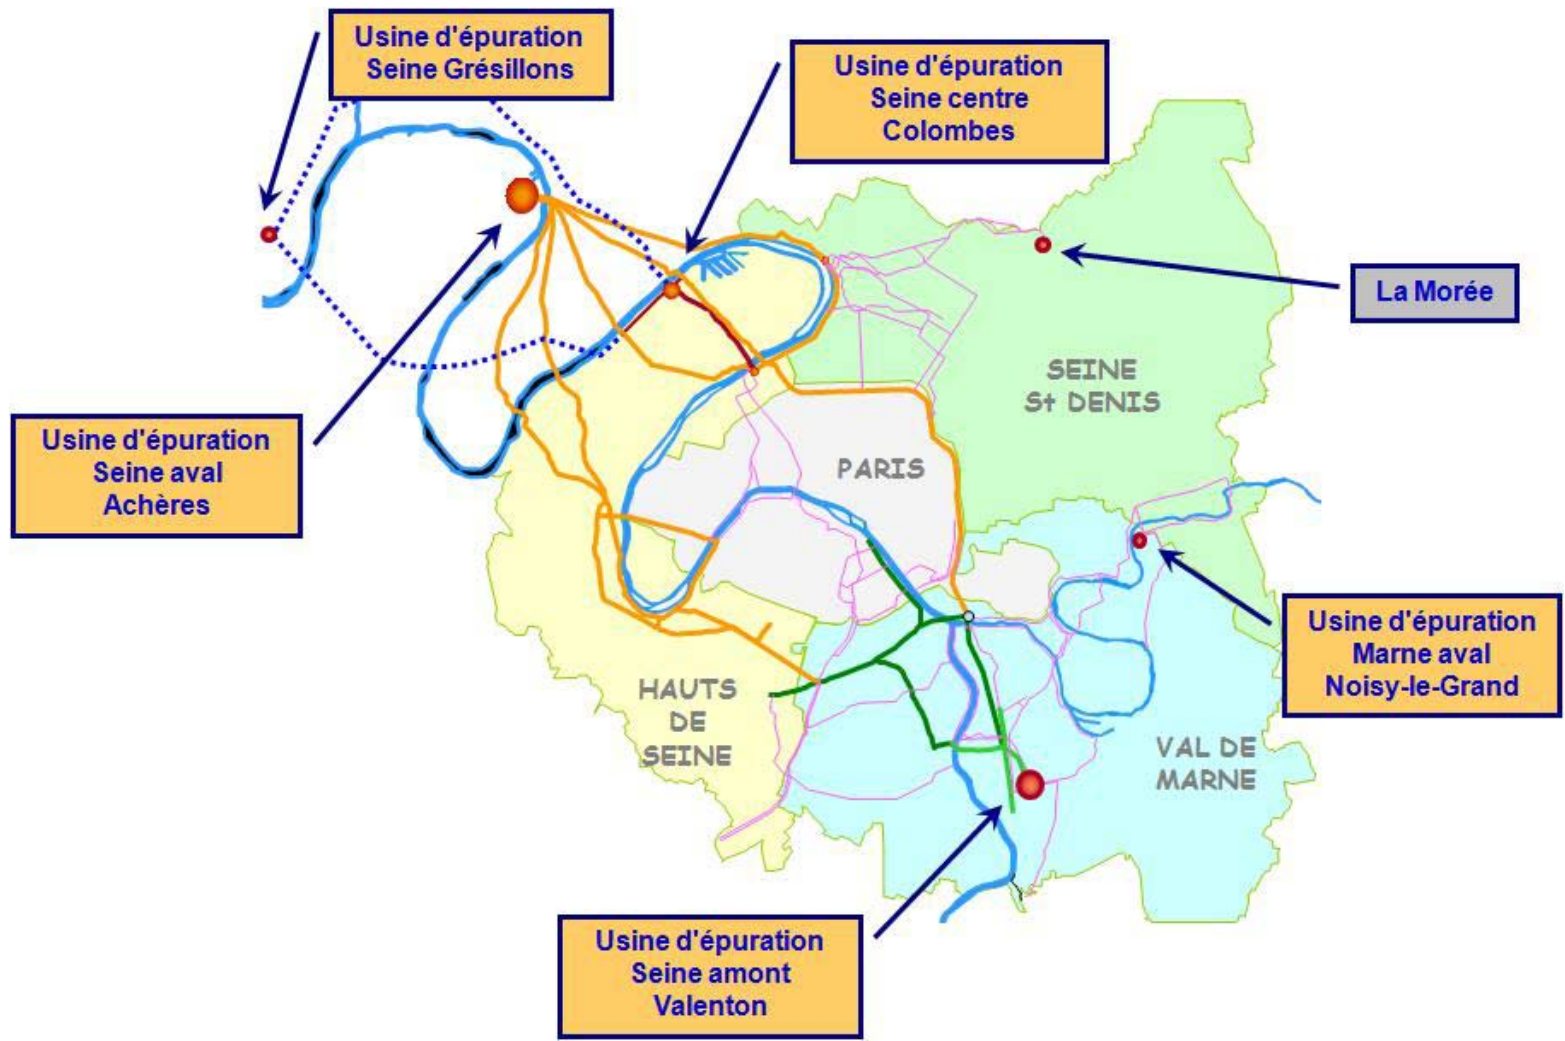 Usine d'épuration
Seine Grésillons
Usine d'épuration
Seine centre
Colombes
La Morée
SEINE
St DENIS
PARIS
Usine d'épuration
Seine aval
Achères
Usine d'épuration
Marne aval
Noisy-le-Grand
HAUTS
DE
SEINE
VAL DE
MARNE
Usine d'épuration
Seine amont
Valenton